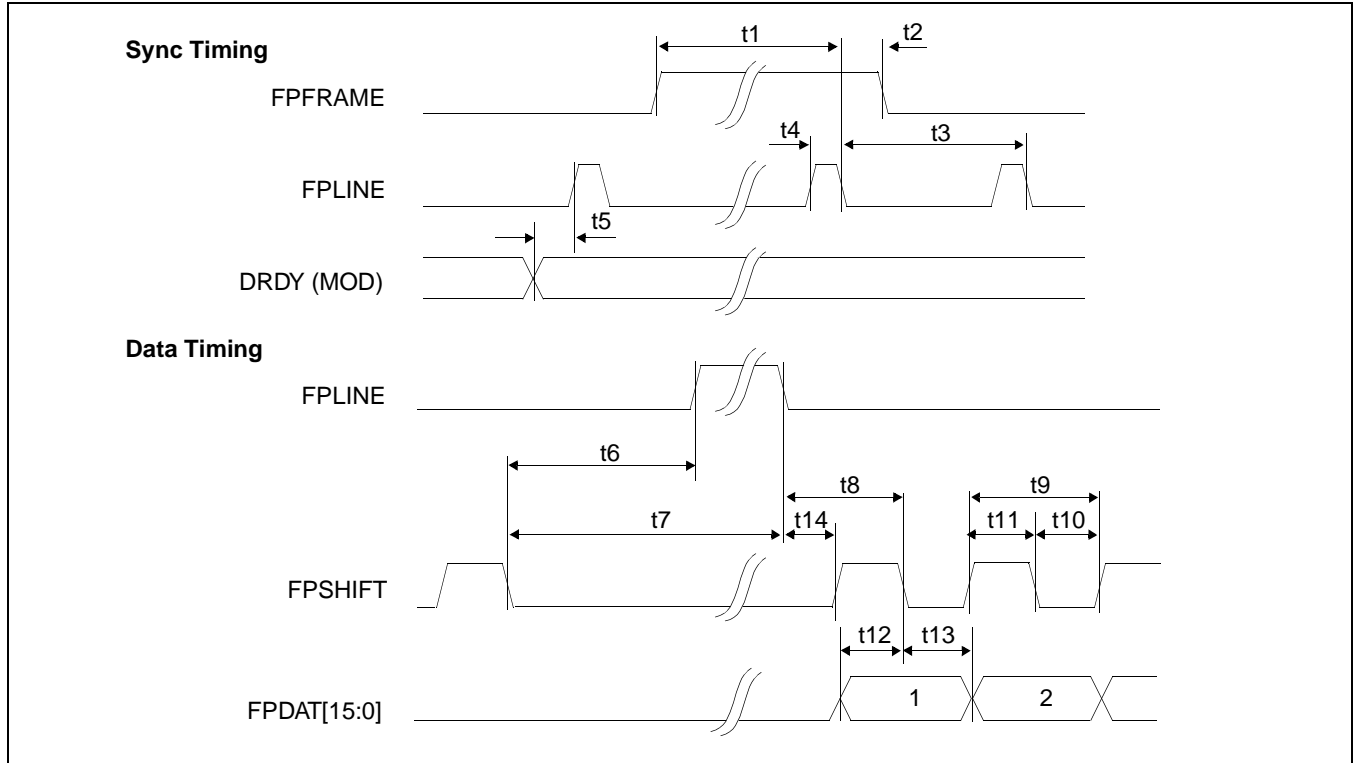 Sync Timing
t1
t2
FPFRAME
t4
t3
FPLINE
t5
DRDY (MOD)
Data Timing
FPLINE
t6
t8
t9
t7
t14
t11
t10
FPSHIFT
t12
t13
FPDAT[15:0]
1
2